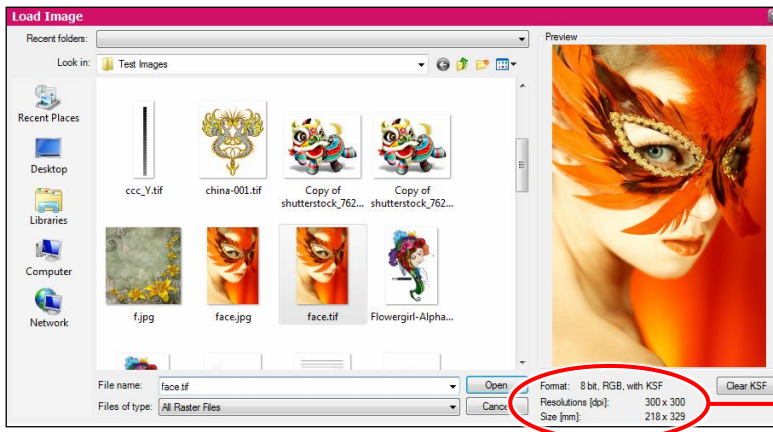 Load Image
Recent folders:
Preview
Look in: Test Images
Recent Places
Desktop
Libraries
Computer
Network
ccc_Y.tif china-001.tif Copy of shutterstock_762... Copy of shutterstock_762...
f.jpg face.jpg face.tif Flowergirl-Alpha...
File name: face.tif Open
Files of type: All Raster Files Cancel
Format: 8 bit, RGB, with KSF Clear KSF
Resolutions [dpi]: 300 x 300
Size [mm]: 218 x 329